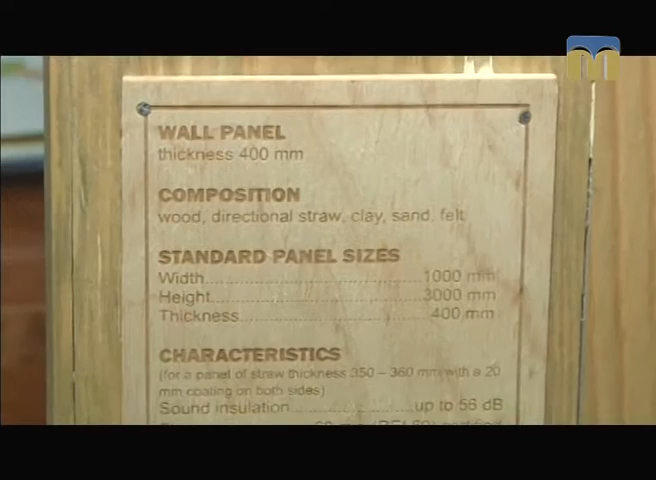 WALL PANEL
thickness 400 mm
COMPOSITION
wood, directional straw, clay, sand, felt
STANDARD PANEL SIZES
Width 1000 mm
Height 3000 mm
Thickness 400 mm
CHARACTERISTICS
(for a panel of straw thickness 350 – 360 mm, with a 20
mm coating on both sides)
Sound insulation up to 56 dB